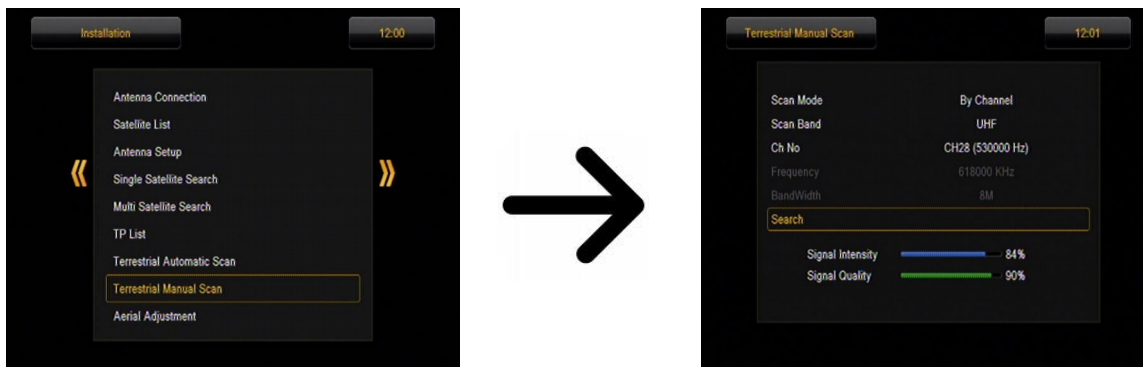 Installation
12:00
Antenna Connection
Satellite List
Antenna Setup
Single Satellite Search
Multi Satellite Search
TP List
Terrestrial Automatic Scan
Terrestrial Manual Scan
Aerial Adjustment
Terrestrial Manual Scan
12:01
Scan Mode By Channel
Scan Band UHF
Ch No CH28 (530000 Hz)
Frequency 618000 KHz
BandWidth 8M
Search
Signal Intensity 84%
Signal Quality 90%